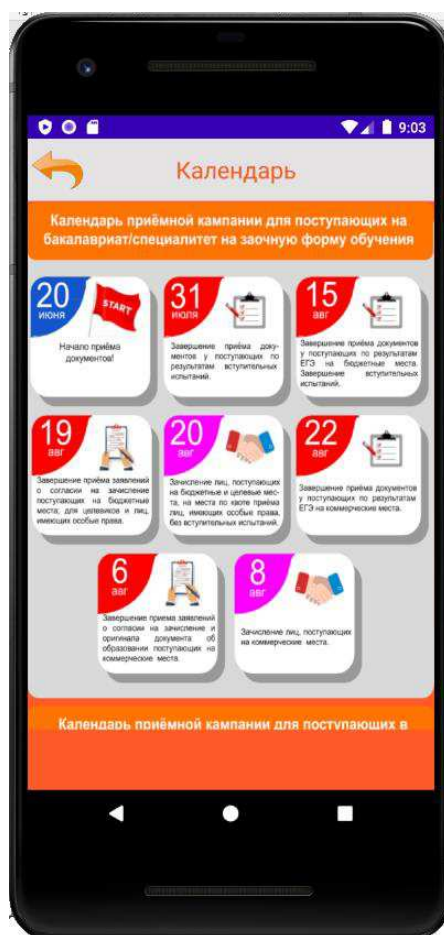 9:03
Календарь
Календарь приёмной кампании для поступающих на
бакалавриат/специалитет на заочную форму обучения
20
июня
START
Начало приёма
документов!
31
июля
Завершение приёма доку-
ментов у поступающих по
результатам вступительных
испытаний.
15
авг
Завершение приёма документов
у поступающих по результатам
ЕГЭ на бюджетные места.
Завершение вступительных
испытаний.
19
авг
Завершение приёма заявлений
о согласии на зачисление
поступающих на бюджетные
места; для целевиков и лиц,
имеющих особые права.
20
авг
Зачисление лиц, поступающих
на бюджетные и целевые мес-
та, на места по квоте приёма
лиц, имеющих особые права,
без вступительных испытаний.
22
авг
Завершение приёма документов
у поступающих по результатам
ЕГЭ на коммерческие места.
6
авг
Завершение приема заявлений
о согласии на зачисление и
оригинала документа об
образовании поступающих на
коммерческие места.
8
авг
Зачисление лиц, поступающих
на коммерческие места.
Календарь приёмной кампании для поступающих в